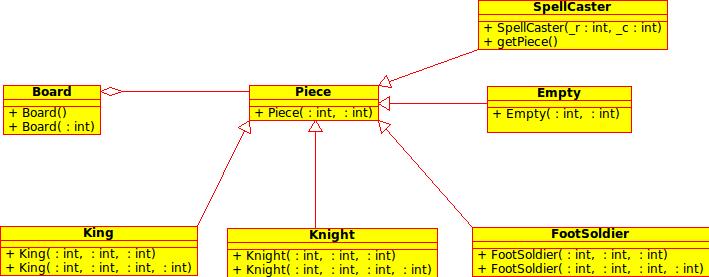 SpellCaster
+ SpellCaster(_r : int, _c : int)
+ getPiece()
Board
+ Board()
+ Board( : int)
Piece
+ Piece( : int,  : int)
Empty
+ Empty( : int,  : int)
King
+ King( : int,  : int,  : int)
+ King( : int,  : int,  : int,  : int)
Knight
+ Knight( : int,  : int,  : int)
+ Knight( : int,  : int,  : int,  : int)
FootSoldier
+ FootSoldier( : int,  : int,  : int)
+ FootSoldier( : int,  : int,  : int,  : int)